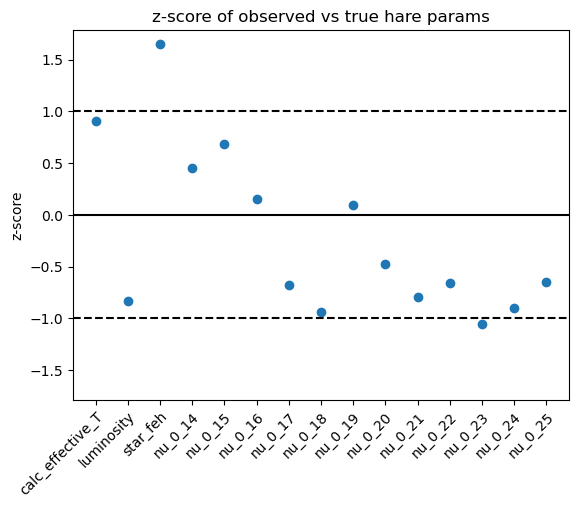 z-score of observed vs true hare params
z-score
1.5
1.0
0.5
0.0
−0.5
−1.0
−1.5
calc_effective_T
luminosity
star_feh
nu_0_14
nu_0_15
nu_0_16
nu_0_17
nu_0_18
nu_0_19
nu_0_20
nu_0_21
nu_0_22
nu_0_23
nu_0_24
nu_0_25